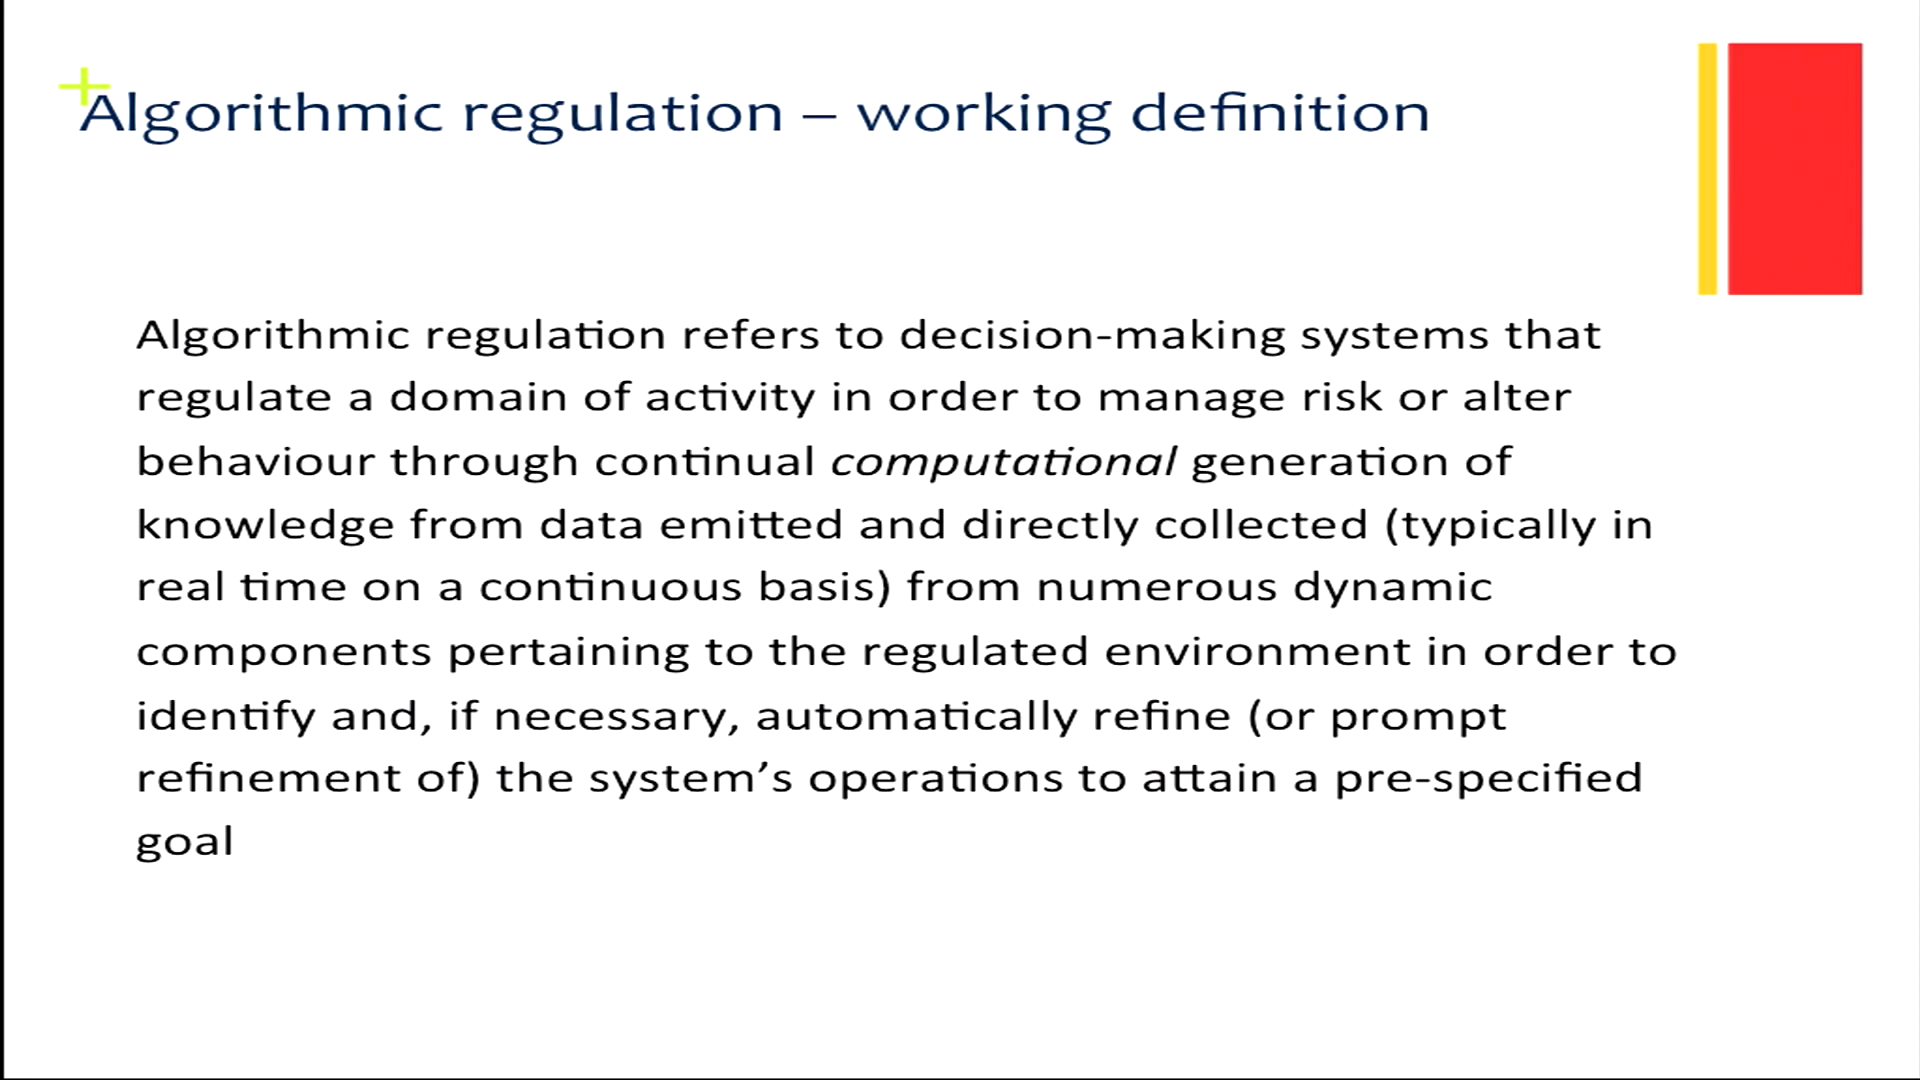 Algorithmic regulation – working definition
Algorithmic regulation refers to decision-making systems that
regulate a domain of activity in order to manage risk or alter
behaviour through continual computational generation of
knowledge from data emitted and directly collected (typically in
real time on a continuous basis) from numerous dynamic
components pertaining to the regulated environment in order to
identify and, if necessary, automatically refine (or prompt
refinement of) the system’s operations to attain a pre-specified
goal